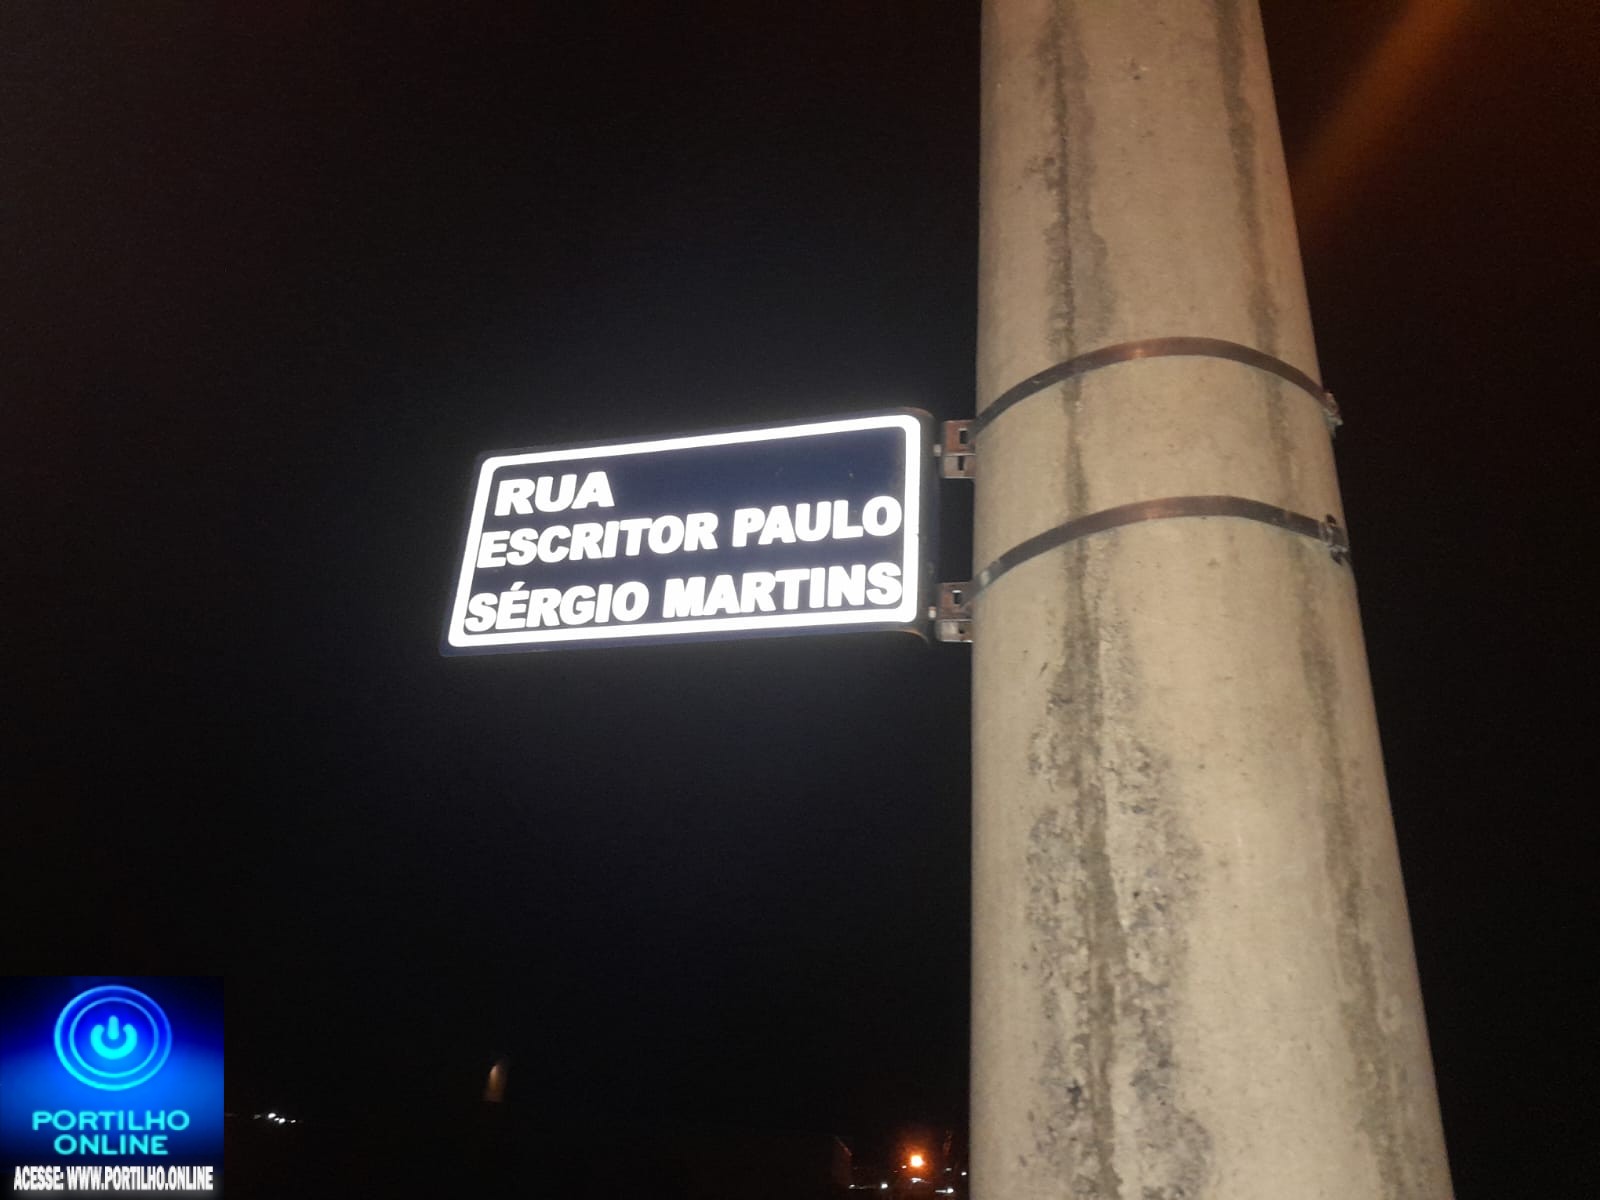 RUA
ESCRITOR PAULO
SÉRGIO MARTINS
PORTILHO
ONLINE
ACESSE: WWW.PORTILHO.ONLINE